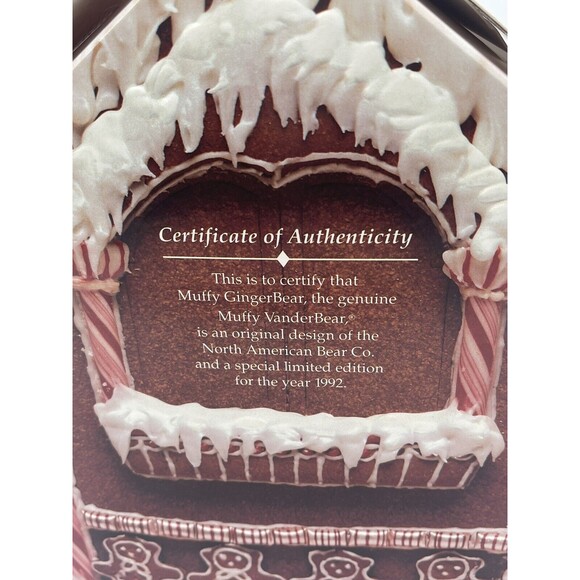 Certificate of Authenticity
This is to certify that
Muffy GingerBear, the genuine
Muffy VanderBear,®
is an original design of the
North American Bear Co.
and a special limited edition
for the year 1992.